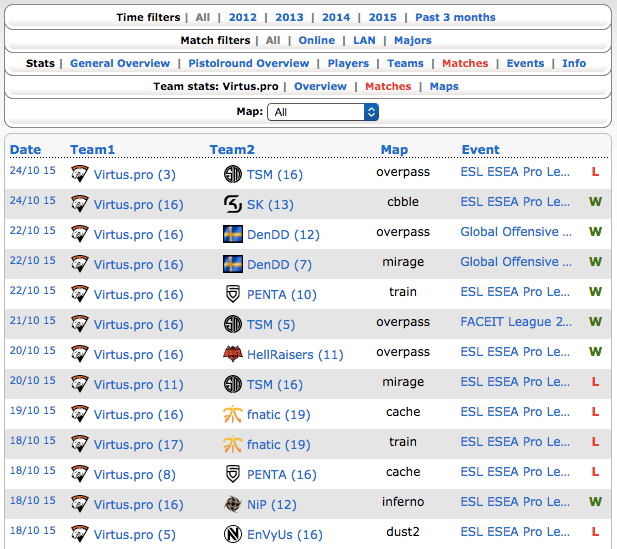 Time filters | All | 2012 | 2013 | 2014 | 2015 | Past 3 months
Match filters | All | Online | LAN | Majors
Stats | General Overview | Pistolround Overview | Players | Teams | Matches | Events | Info
Team stats: Virtus.pro | Overview | Matches | Maps
Map: All
Date Team1 Team2 Map Event
24/10 15 Virtus.pro (3) TSM (16) overpass ESL ESEA Pro Le... L
24/10 15 Virtus.pro (16) SK (13) cbble ESL ESEA Pro Le... W
22/10 15 Virtus.pro (16) DenDD (12) overpass Global Offensive ... W
22/10 15 Virtus.pro (16) DenDD (7) mirage Global Offensive ... W
22/10 15 Virtus.pro (16) PENTA (10) train ESL ESEA Pro Le... W
21/10 15 Virtus.pro (16) TSM (5) overpass FACEIT League 2... W
20/10 15 Virtus.pro (16) HellRaisers (11) overpass ESL ESEA Pro Le... W
20/10 15 Virtus.pro (11) TSM (16) mirage ESL ESEA Pro Le... L
19/10 15 Virtus.pro (16) fnatic (19) cache ESL ESEA Pro Le... L
18/10 15 Virtus.pro (17) fnatic (19) train ESL ESEA Pro Le... L
18/10 15 Virtus.pro (8) PENTA (16) cache ESL ESEA Pro Le... L
18/10 15 Virtus.pro (16) NiP (12) inferno ESL ESEA Pro Le... W
18/10 15 Virtus.pro (5) EnVyUs (16) dust2 ESL ESEA Pro Le... L